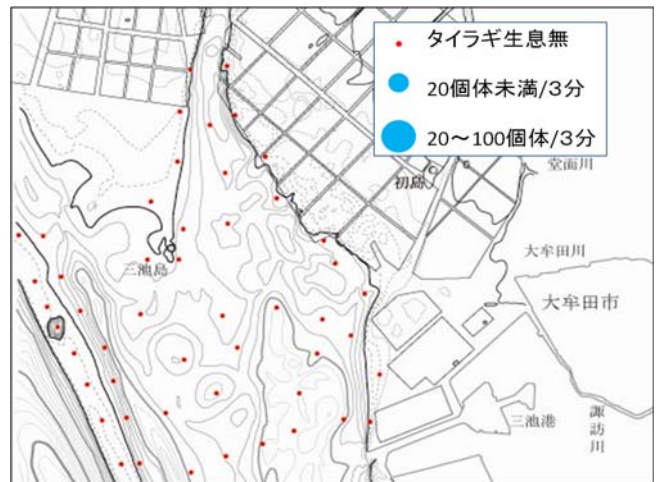 タイラギ生息無
20個体未満/3分
20～100個体/3分
初島
堂面川
三池島
大牟田川
大牟田市
三池港
諏訪川